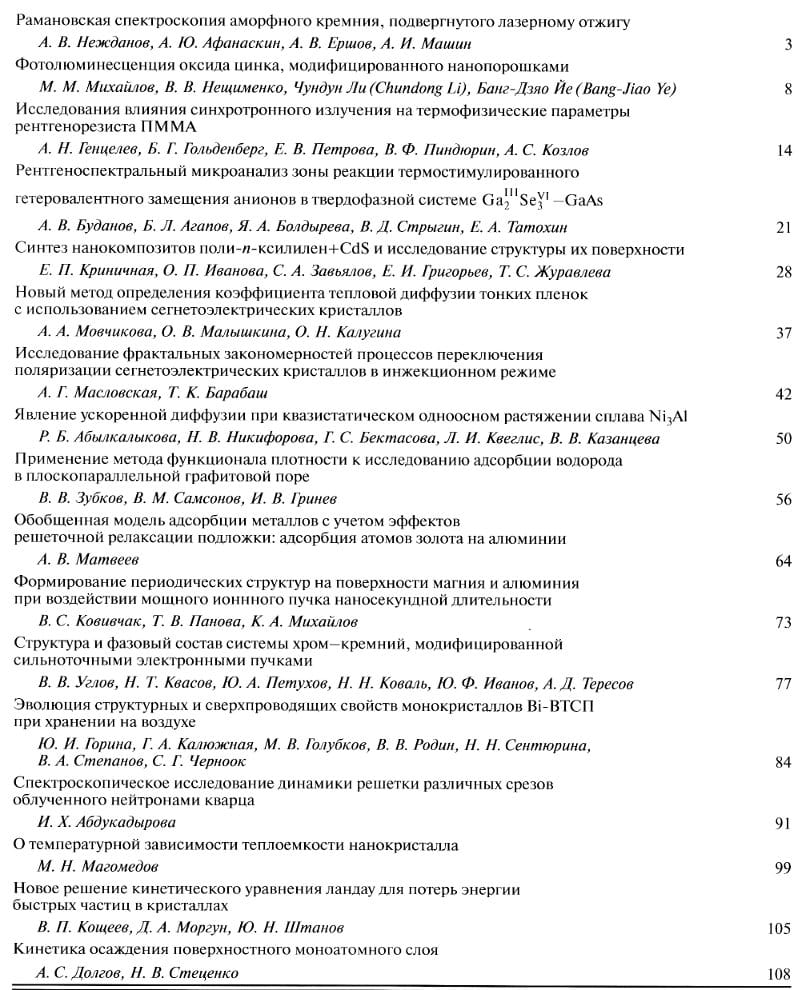 Рамановская спектроскопия аморфного кремния, подвергнутого лазерному отжигу
А. В. Нежданов, А. Ю. Афанаскин, А. В. Ершов, А. И. Машин 3
Фотолюминесценция оксида цинка, модифицированного нанопорошками
М. М. Михайлов, В. В. Нещименко, Чундун Ли (Chundong Li), Банг-Дзяо Йе (Bang-Jiao Ye) 8
Исследования влияния синхротронного излучения на термофизические параметры
рентгенорезиста ПММА
А. Н. Генцелев, Б. Г. Гольденберг, Е. В. Петрова, В. Ф. Пиндюрин, А. С. Козлов 14
Рентгеноспектральный микроанализ зоны реакции термостимулированного
гетеровалентного замещения анионов в твердофазной системе Ga₂ᴵᴵᴵSe₃ⱽᴵ–GaAs
А. В. Буданов, Б. Л. Агапов, Я. А. Болдырева, В. Д. Стрыгин, Е. А. Татохин 21
Синтез нанокомпозитов поли-п-ксилилен+CdS и исследование структуры их поверхности
Е. П. Криничная, О. П. Иванова, С. А. Завьялов, Е. И. Григорьев, Т. С. Журавлева 28
Новый метод определения коэффициента тепловой диффузии тонких пленок
с использованием сегнетоэлектрических кристаллов
А. А. Мовчикова, О. В. Малышкина, О. Н. Калугина 37
Исследование фрактальных закономерностей процессов переключения
поляризации сегнетоэлектрических кристаллов в инжекционном режиме
А. Г. Масловская, Т. К. Барабаш 42
Явление ускоренной диффузии при квазистатическом одноосном растяжении сплава Ni₃Al
Р. Б. Абылкалыкова, Н. В. Никифорова, Г. С. Бектасова, Л. И. Квеглис, В. В. Казанцева 50
Применение метода функционала плотности к исследованию адсорбции водорода
в плоскопараллельной графитовой поре
В. В. Зубков, В. М. Самсонов, И. В. Гринев 56
Обобщенная модель адсорбции металлов с учетом эффектов
решеточной релаксации подложки: адсорбция атомов золота на алюминии
А. В. Матвеев 64
Формирование периодических структур на поверхности магния и алюминия
при воздействии мощного ионнного пучка наносекундной длительности
В. С. Ковивчак, Т. В. Панова, К. А. Михайлов 73
Структура и фазовый состав системы хром–кремний, модифицированной
сильноточными электронными пучками
В. В. Углов, Н. Т. Квасов, Ю. А. Петухов, Н. Н. Коваль, Ю. Ф. Иванов, А. Д. Тересов 77
Эволюция структурных и сверхпроводящих свойств монокристаллов Bi-ВТСП
при хранении на воздухе
Ю. И. Горина, Г. А. Калюжная, М. В. Голубков, В. В. Родин, Н. Н. Сентюрина,
В. А. Степанов, С. Г. Черноок 84
Спектроскопическое исследование динамики решетки различных срезов
облученного нейтронами кварца
И. Х. Абдукадырова 91
О температурной зависимости теплоемкости нанокристалла
М. Н. Магомедов 99
Новое решение кинетического уравнения ландау для потерь энергии
быстрых частиц в кристаллах
В. П. Кощеев, Д. А. Моргун, Ю. Н. Штанов 105
Кинетика осаждения поверхностного моноатомного слоя
А. С. Долгов, Н. В. Стеценко 108